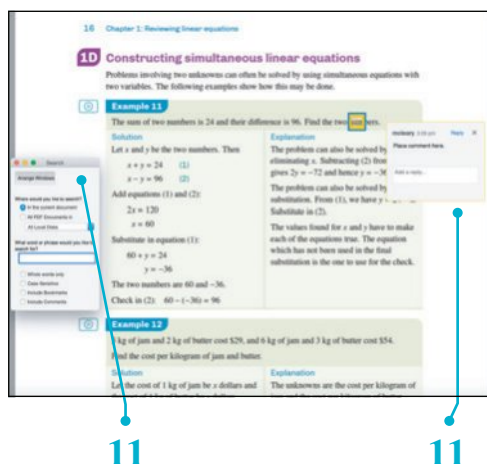 16 Chapter 1: Reviewing linear equations
1D Constructing simultaneous linear equations
Problems involving two unknowns can often be solved by using simultaneous equations with
two variables. The following examples show how this may be done.
Example 11
The sum of two numbers is 24 and their difference is 96. Find the two
Solution
Let x and y be the two numbers. Then
x + y = 24 (1)
x − y = 96 (2)
Add equations (1) and (2):
2x = 120
x = 60
Substitute in equation (1):
60 + y = 24
y = −36
The two numbers are 60 and −36.
Check in (2): 60 − (−36) = 96
Explanation
The problem can also be solved by
eliminating x. Subtracting (2) from
gives 2y = −72 and hence y = −36
The problem can also be solved by
substitution. From (1), we have y
Substitute in (2).
The values found for x and y have to make
each of the equations true. The equation
which has not been used in the final
substitution is the one to use for the check.
mcleary 2:08 pm Reply X
Place comment here.
Add a reply...
Search
Arrange Windows
Where would you like to search?
In the current document
All PDF Documents in
All Local Disks
What word or phrase would you like to
search for?
Whole words only
Case Sensitive
Include Bookmarks
Include Comments
Example 12
kg of jam and 2 kg of butter cost $29, and 6 kg of jam and 3 kg of butter cost $54.
Find the cost per kilogram of jam and butter.
Solution
Let the cost of 1 kg of jam be x dollars and
Explanation
The unknowns are the cost per kilogram of
11
11